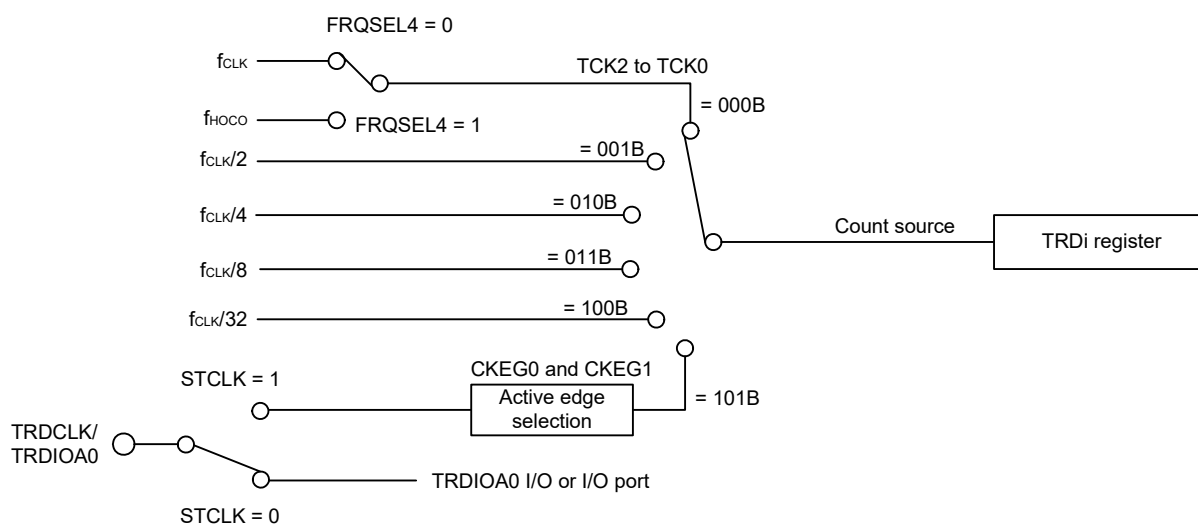 FRQSEL4 = 0
fCLK
TCK2 to TCK0
= 000B
fHOCO
FRQSEL4 = 1
fCLK/2
= 001B
fCLK/4
= 010B
Count source
TRDi register
fCLK/8
= 011B
fCLK/32
= 100B
CKEG0 and CKEG1
STCLK = 1
Active edge
selection
= 101B
TRDCLK/
TRDIOA0
TRDIOA0 I/O or I/O port
STCLK = 0